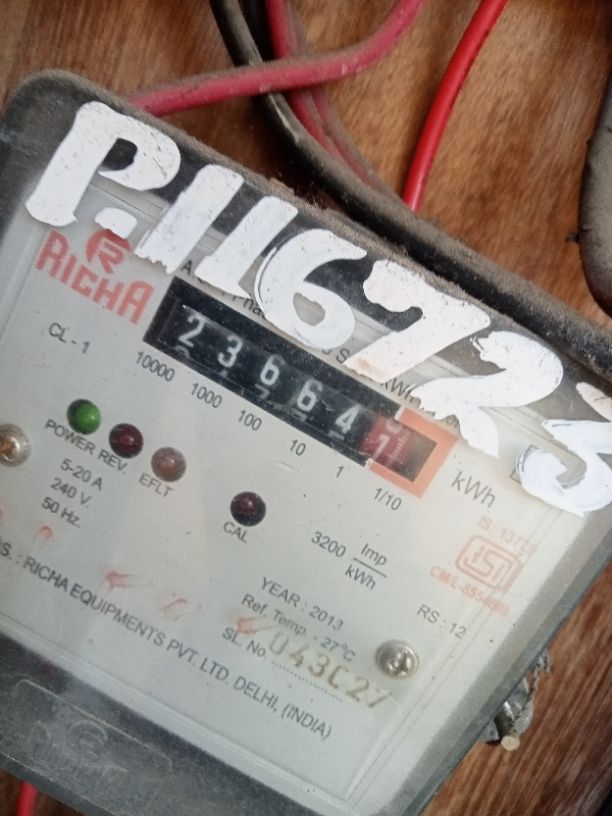 P.116723
RICHA
CL - 1
236641
10000 1000 100 10 1 1/10
kWh
POWER REV. EFLT
5-20 A
240 V.
50 Hz.
CAL
3200 Imp/kWh
YEAR : 2013
Ref. Temp. - 27°C
SL. No.
RS : 12
RICHA EQUIPMENTS PVT. LTD. DELHI, (INDIA)